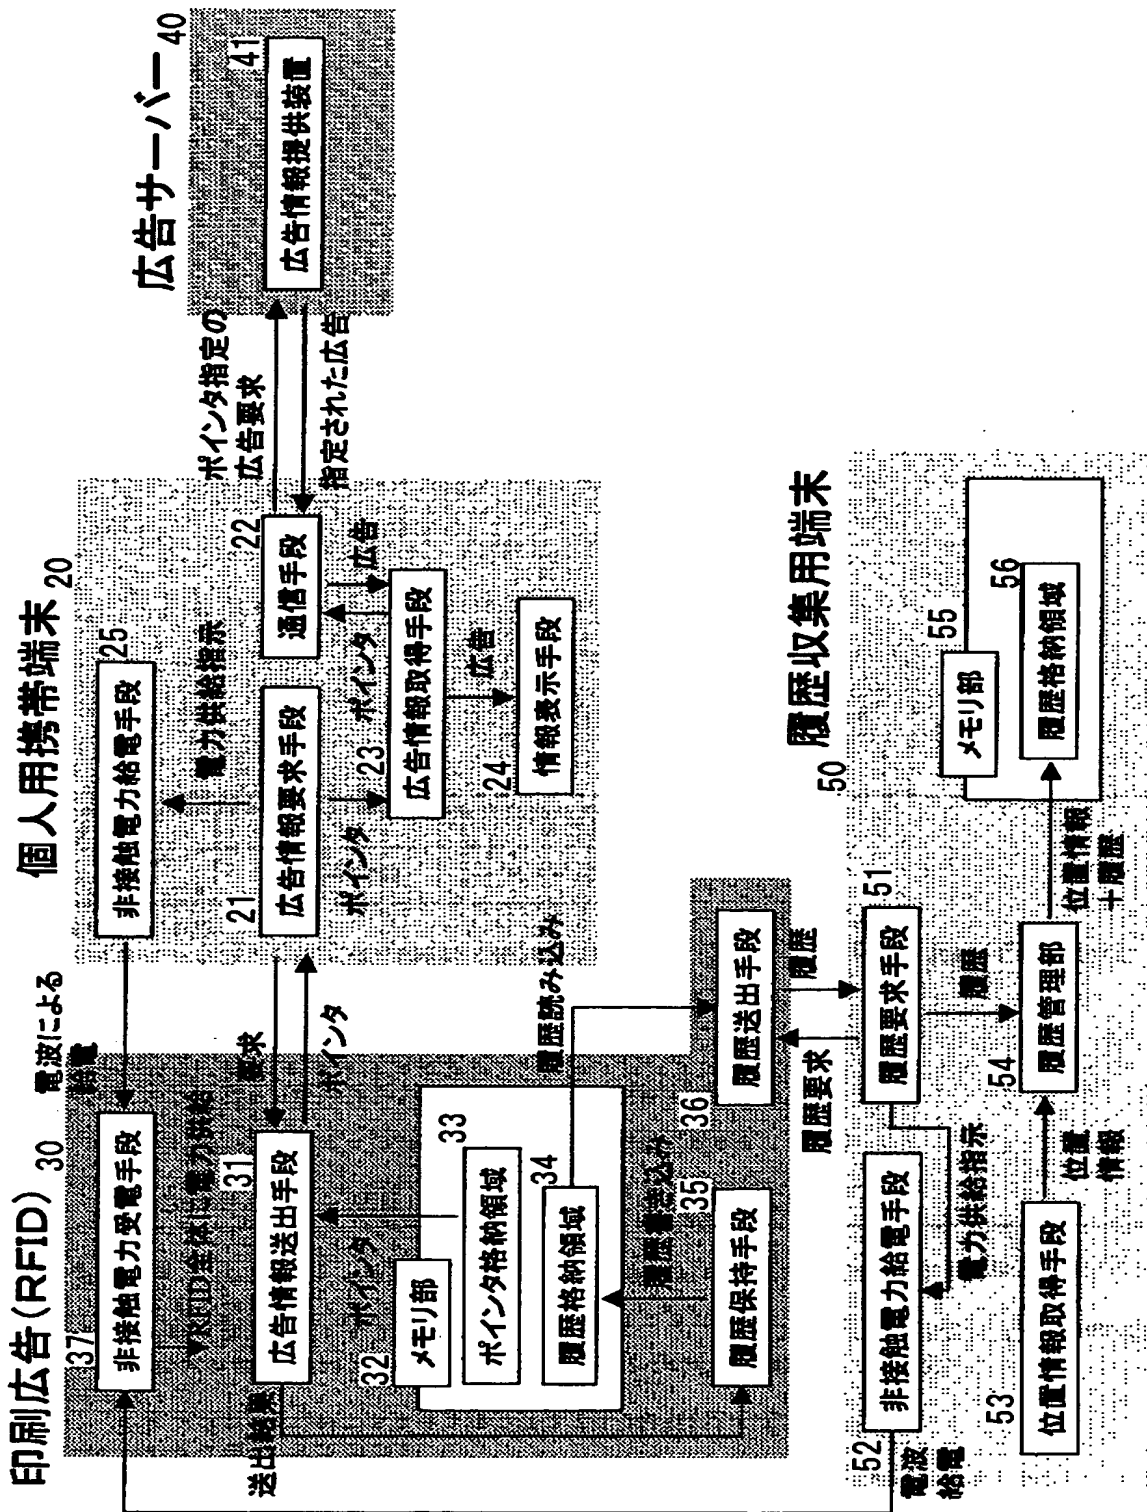 印刷広告(RFID) 30
37
非接触電力受電手段
RFID全体に電力供給
31
広告情報送出手段
送出結果
ポインタ
32
メモリ部
33
ポインタ格納領域
34
履歴格納領域
履歴書き込み
35
履歴保持手段
履歴読み込み
36
履歴送出手段
電波による
給電
要求
ポインタ
個人用携帯端末 20
25
非接触電力給電手段
電力供給指示
21
広告情報要求手段
22
通信手段
ポインタ
ポインタ
広告
23
広告情報取得手段
広告
24
情報表示手段
ポインタ指定の
広告要求
指定された広告
広告サーバー 40
41
広告情報提供装置
履歴要求
履歴
履歴収集用端末
50
51
履歴要求手段
電力供給指示
52
非接触電力給電手段
電波
給電
履歴
53
位置情報取得手段
位置
情報
54
履歴管理部
位置情報
+履歴
55
メモリ部
56
履歴格納領域